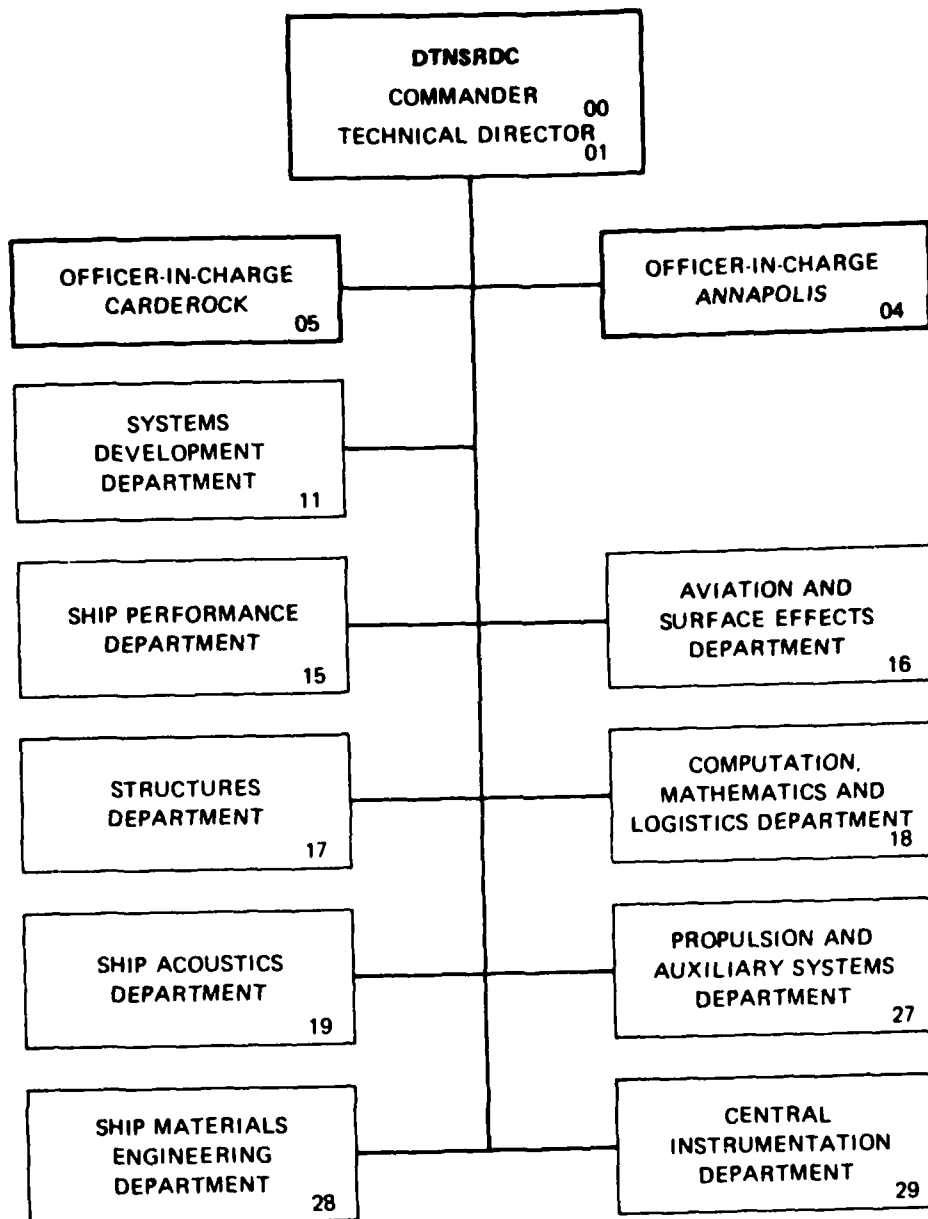 DTNSRDC
COMMANDER
00
TECHNICAL DIRECTOR
01
OFFICER-IN-CHARGE
CARDEROCK
05
OFFICER-IN-CHARGE
ANNAPOLIS
04
SYSTEMS
DEVELOPMENT
DEPARTMENT
11
SHIP PERFORMANCE
DEPARTMENT
15
AVIATION AND
SURFACE EFFECTS
DEPARTMENT
16
STRUCTURES
DEPARTMENT
17
COMPUTATION,
MATHEMATICS AND
LOGISTICS DEPARTMENT
18
SHIP ACOUSTICS
DEPARTMENT
19
PROPULSION AND
AUXILIARY SYSTEMS
DEPARTMENT
27
SHIP MATERIALS
ENGINEERING
DEPARTMENT
28
CENTRAL
INSTRUMENTATION
DEPARTMENT
29